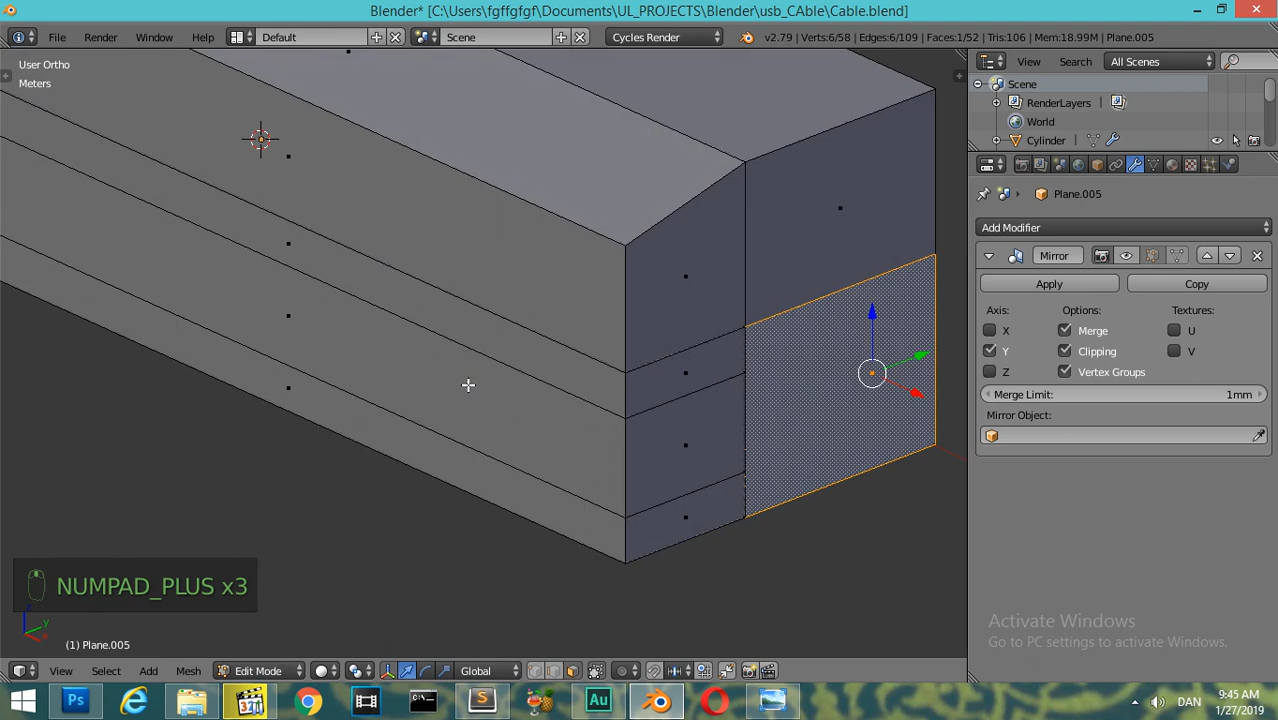 Blender* [C:\Users\fgffgfgf\Documents\UL_PROJECTS\Blender\usb_CAble\Cable.blend]
File Render Window Help Default Scene Cycles Render v2.79 | Verts:6/58 | Edges:6/109 | Faces:1/52 | Tris:106 | Mem:18.99M | Plane.005
User Ortho
Meters
View Search All Scenes
Scene
RenderLayers
World
Cylinder
Plane.005
Add Modifier
Mirror
Apply Copy
Axis: Options: Textures:
X Merge U
Y Clipping V
Z Vertex Groups
Merge Limit: 1mm
Mirror Object:
NUMPAD_PLUS x3
z
y
x
(1) Plane.005
Activate Windows
Go to PC settings to activate Windows.
View Select Add Mesh Edit Mode Global
Ps
321
S
Au
DAN
9:45 AM
1/27/2019